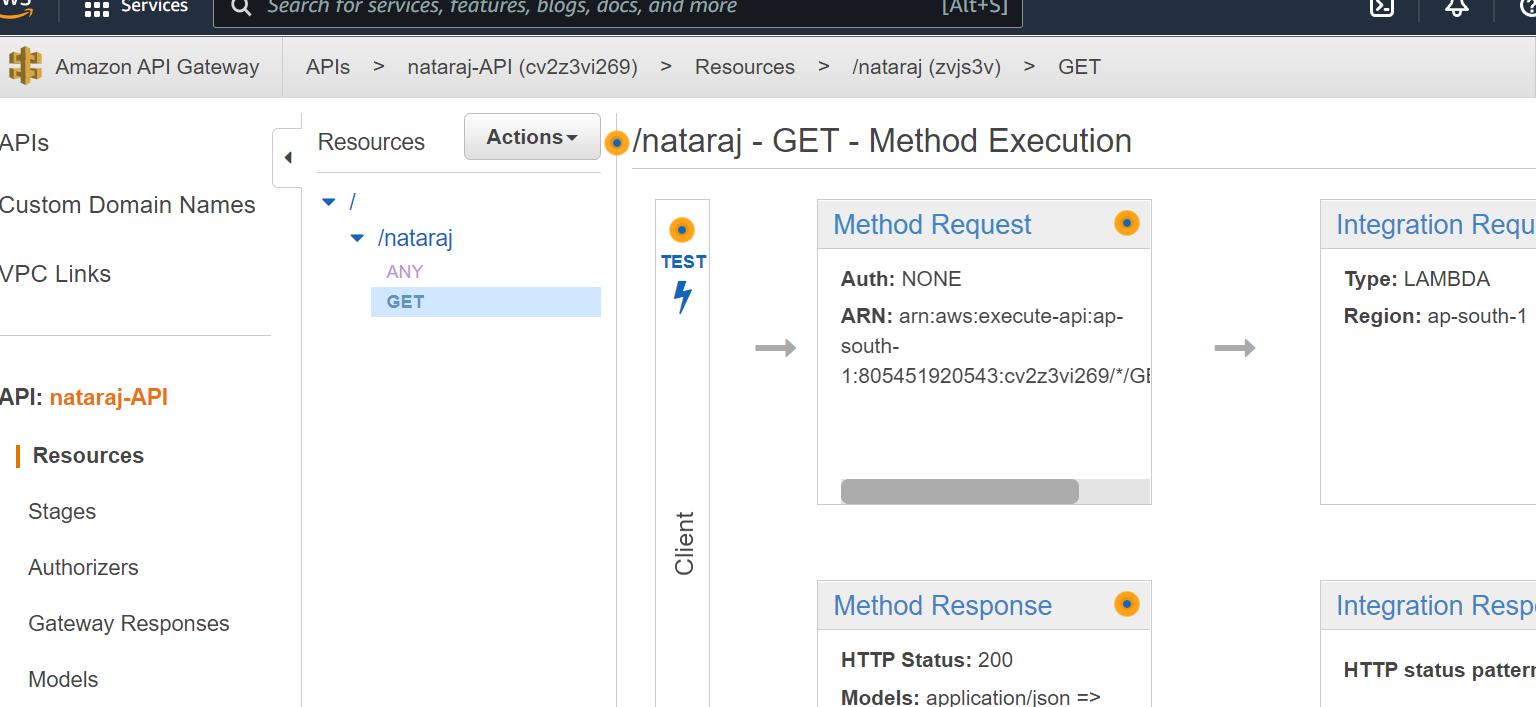 Services
Search for services, features, blogs, docs, and more
[Alt+S]
Amazon API Gateway
APIs > nataraj-API (cv2z3vi269) > Resources > /nataraj (zvjs3v) > GET
APIs
Custom Domain Names
VPC Links
API: nataraj-API
Resources
Stages
Authorizers
Gateway Responses
Models
Resources
Actions
/
/nataraj
ANY
GET
/nataraj - GET - Method Execution
TEST
Client
Method Request
Auth: NONE
ARN: arn:aws:execute-api:ap-
south-
1:805451920543:cv2z3vi269/*/GE
Integration Requ
Type: LAMBDA
Region: ap-south-1
Method Response
HTTP Status: 200
Models: application/json =>
Integration Resp
HTTP status pattern